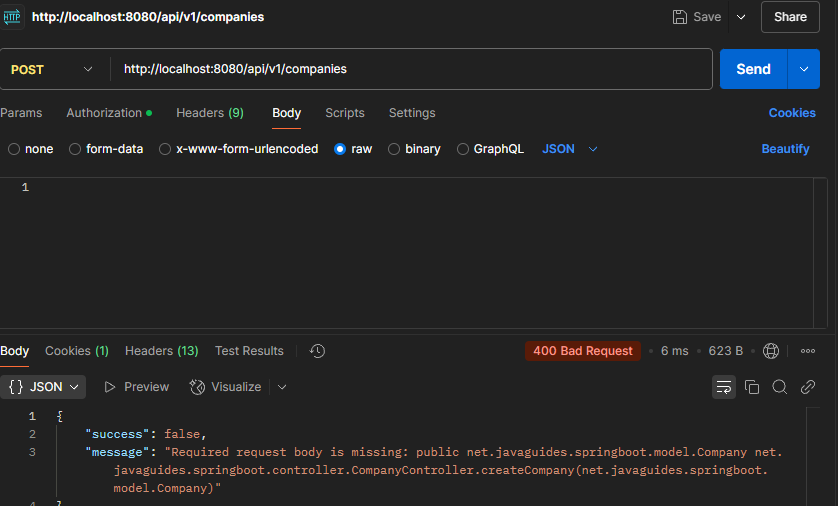 HTTP http://localhost:8080/api/v1/companies Save Share
POST http://localhost:8080/api/v1/companies Send
Params Authorization Headers (9) Body Scripts Settings Cookies
none form-data x-www-form-urlencoded raw binary GraphQL JSON Beautify
1
Body Cookies (1) Headers (13) Test Results 400 Bad Request • 6 ms • 623 B •
{} JSON Preview Visualize
1 {
2 "success": false,
3 "message": "Required request body is missing: public net.javaguides.springboot.model.Company net.
javaguides.springboot.controller.CompanyController.createCompany(net.javaguides.springboot.
model.Company)"
4 }